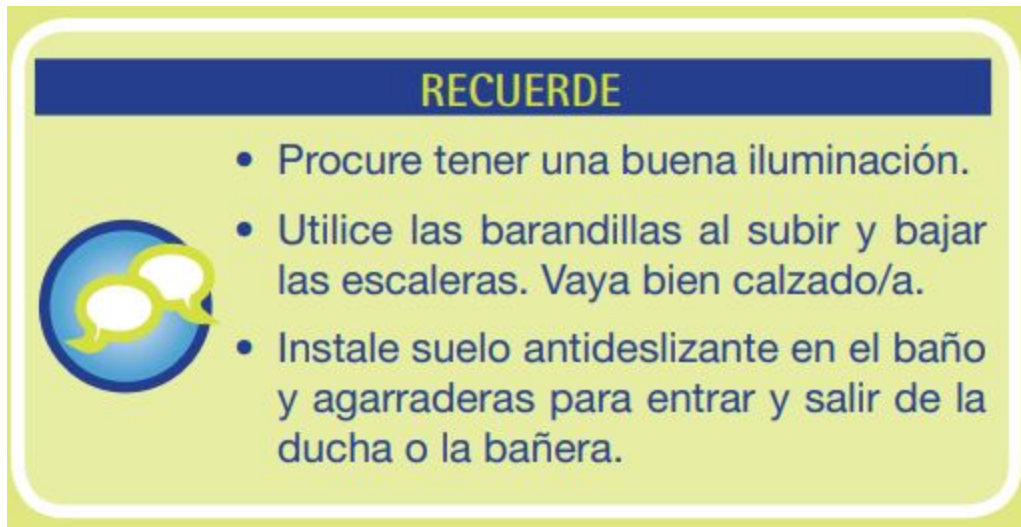 RECUERDE
• Procure tener una buena iluminación.
• Utilice las barandillas al subir y bajar
las escaleras. Vaya bien calzado/a.
• Instale suelo antideslizante en el baño
y agarraderas para entrar y salir de la
ducha o la bañera.